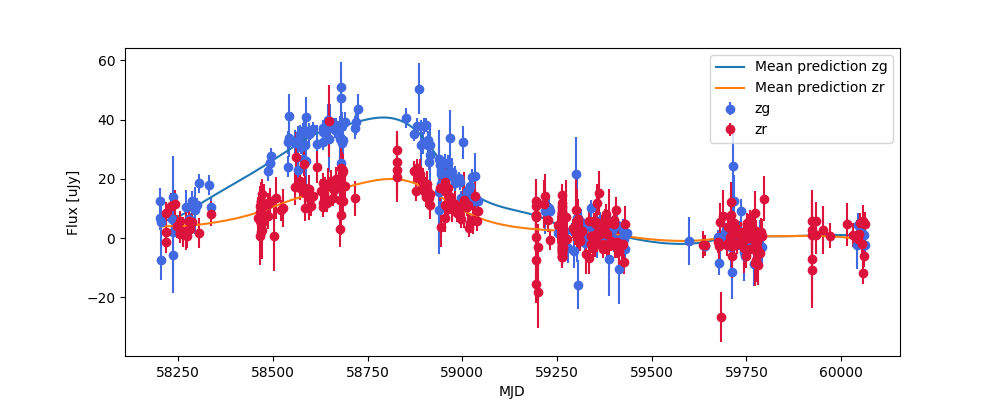 Mean prediction zg
Mean prediction zr
zg
zr
Flux [uJy]
60
40
20
0
−20
58250 58500 58750 59000 59250 59500 59750 60000
MJD